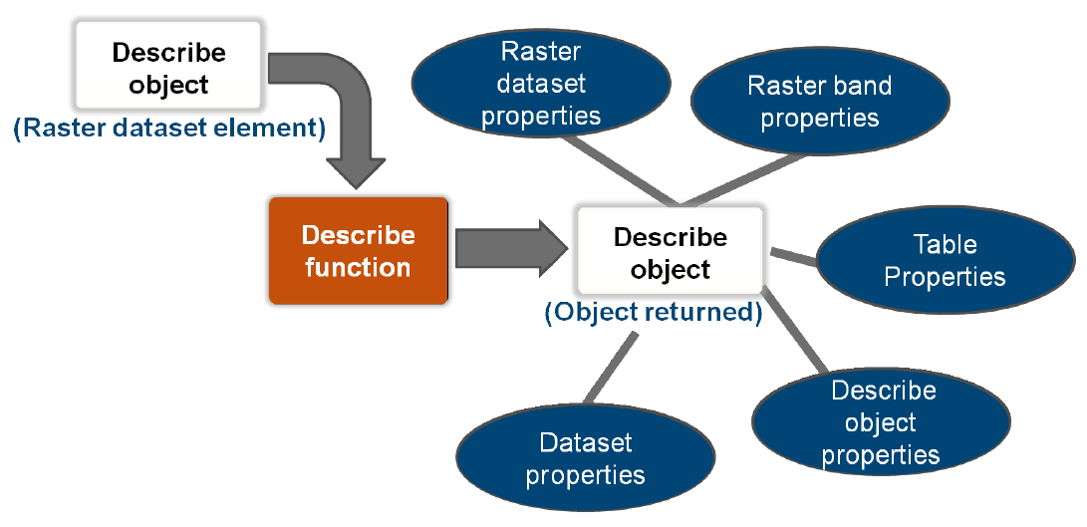 Describe
object
(Raster dataset element)
Describe
function
Describe
object
(Object returned)
Raster
dataset
properties
Raster band
properties
Table
Properties
Describe
object
properties
Dataset
properties